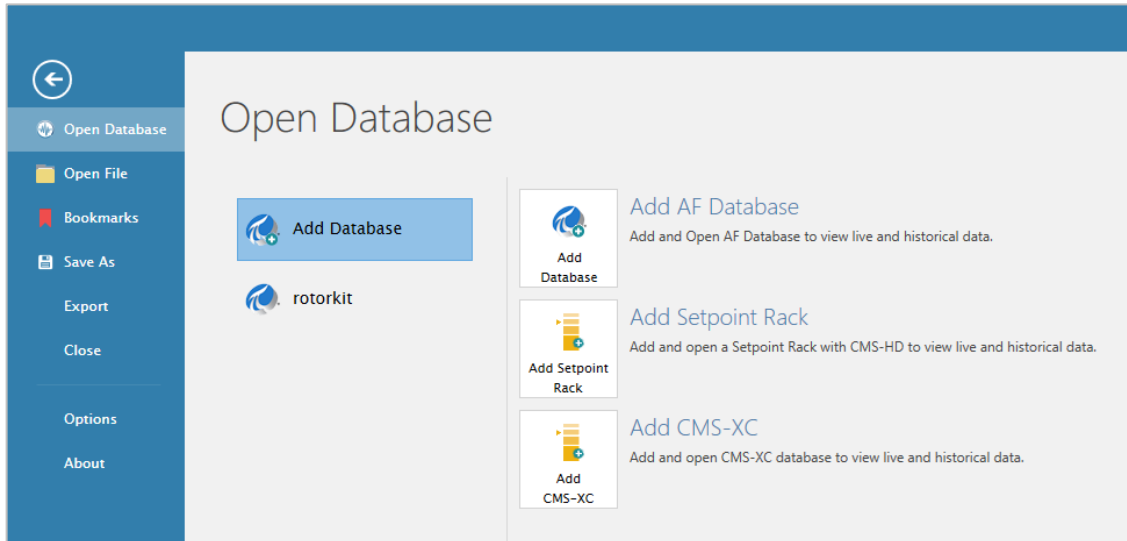 Open Database
Open File
Bookmarks
Save As
Export
Close
Options
About
Open Database
Add Database
rotorkit
Add
Database
Add AF Database
Add and Open AF Database to view live and historical data.
Add Setpoint
Rack
Add Setpoint Rack
Add and open a Setpoint Rack with CMS-HD to view live and historical data.
Add
CMS-XC
Add CMS-XC
Add and open CMS-XC database to view live and historical data.